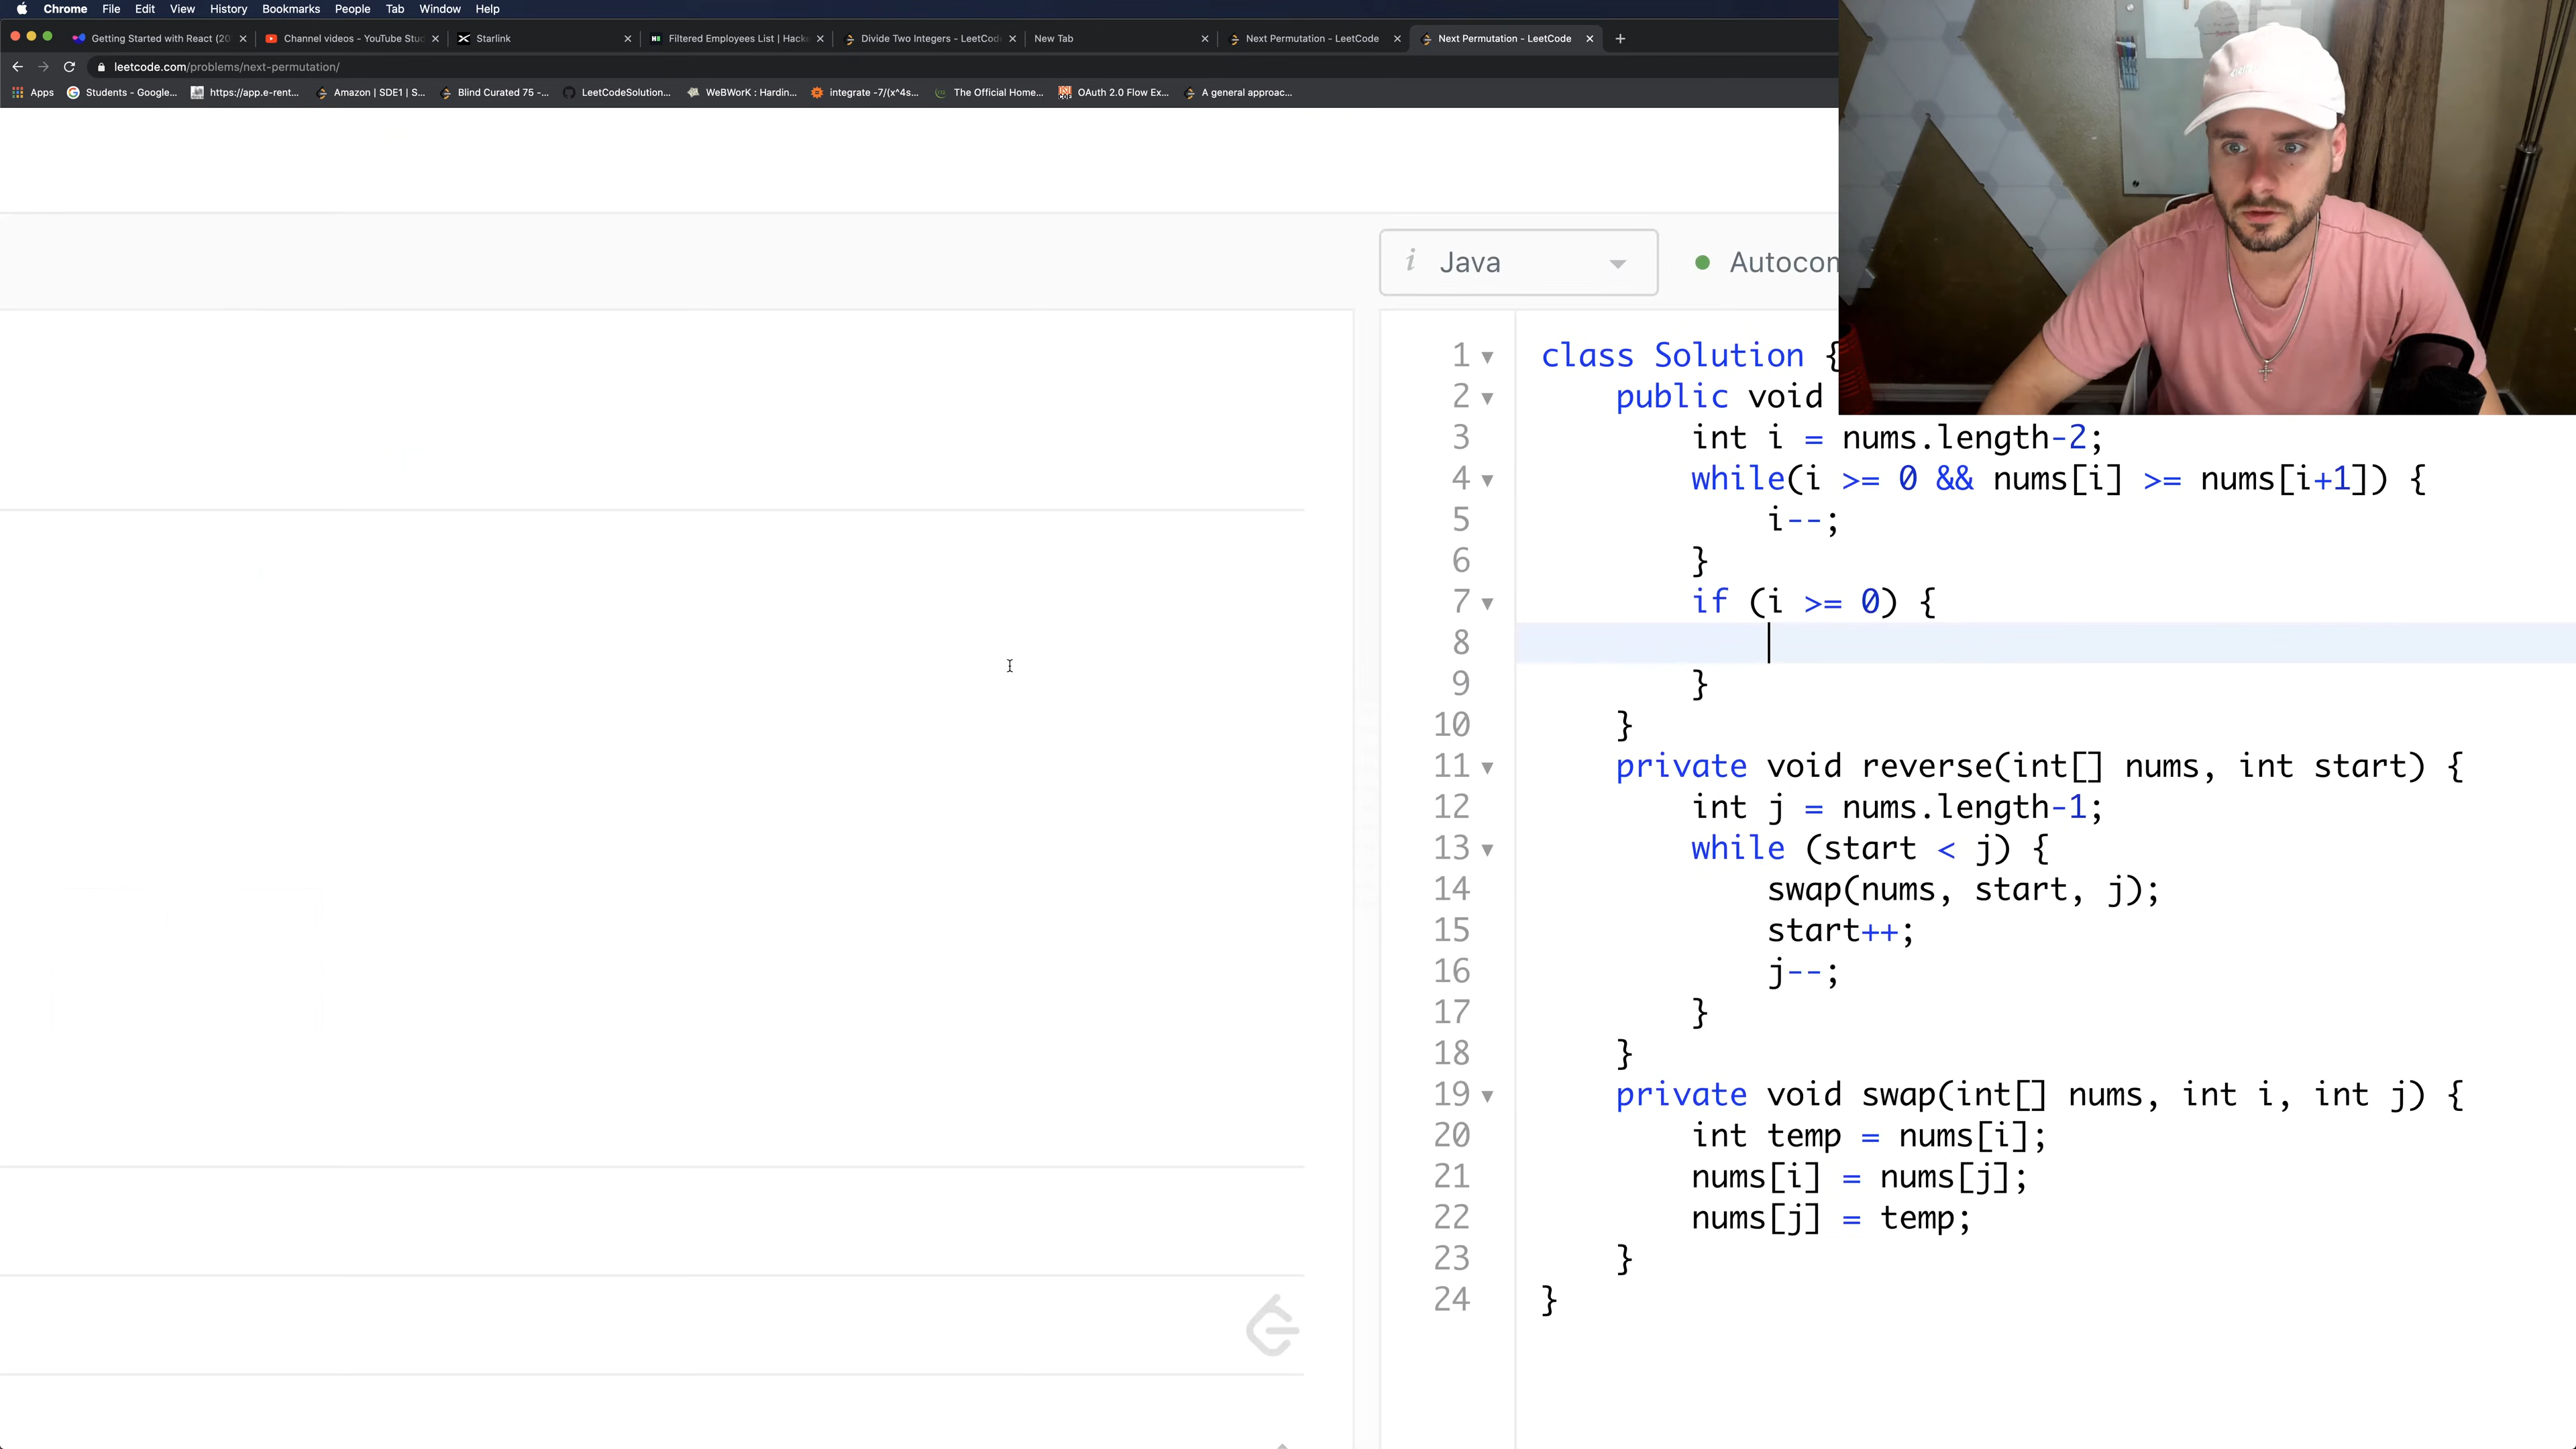 Chrome File Edit View History Bookmarks People Tab Window Help
Getting Started with React (20 Channel videos - YouTube Stud Starlink Filtered Employees List | Hacke Divide Two Integers - LeetCode New Tab Next Permutation - LeetCode Next Permutation - LeetCode
leetcode.com/problems/next-permutation/
Apps Students - Google... https://app.e-rent... Amazon | SDE1 | S... Blind Curated 75 -... LeetCodeSolution... WeBWorK : Hardin... integrate -7/(x^4s... The Official Home... OAuth 2.0 Flow Ex... A general approac...
i Java Autocom
1 class Solution {
2 public void
3 int i = nums.length-2;
4 while(i >= 0 && nums[i] >= nums[i+1]) {
5 i--;
6 }
7 if (i >= 0) {
8
9 }
10 }
11 private void reverse(int[] nums, int start) {
12 int j = nums.length-1;
13 while (start < j) {
14 swap(nums, start, j);
15 start++;
16 j--;
17 }
18 }
19 private void swap(int[] nums, int i, int j) {
20 int temp = nums[i];
21 nums[i] = nums[j];
22 nums[j] = temp;
23 }
24 }